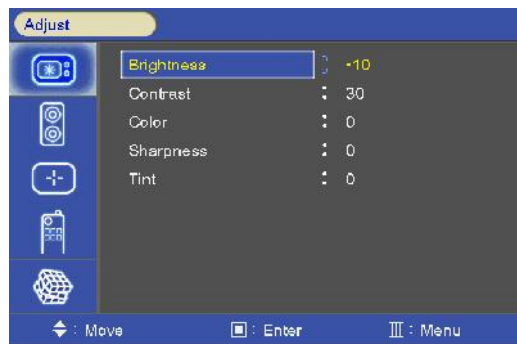 Adjust
Brightness : -10
Contrast : 30
Color : 0
Sharpness : 0
Tint : 0
: Move : Enter : Menu